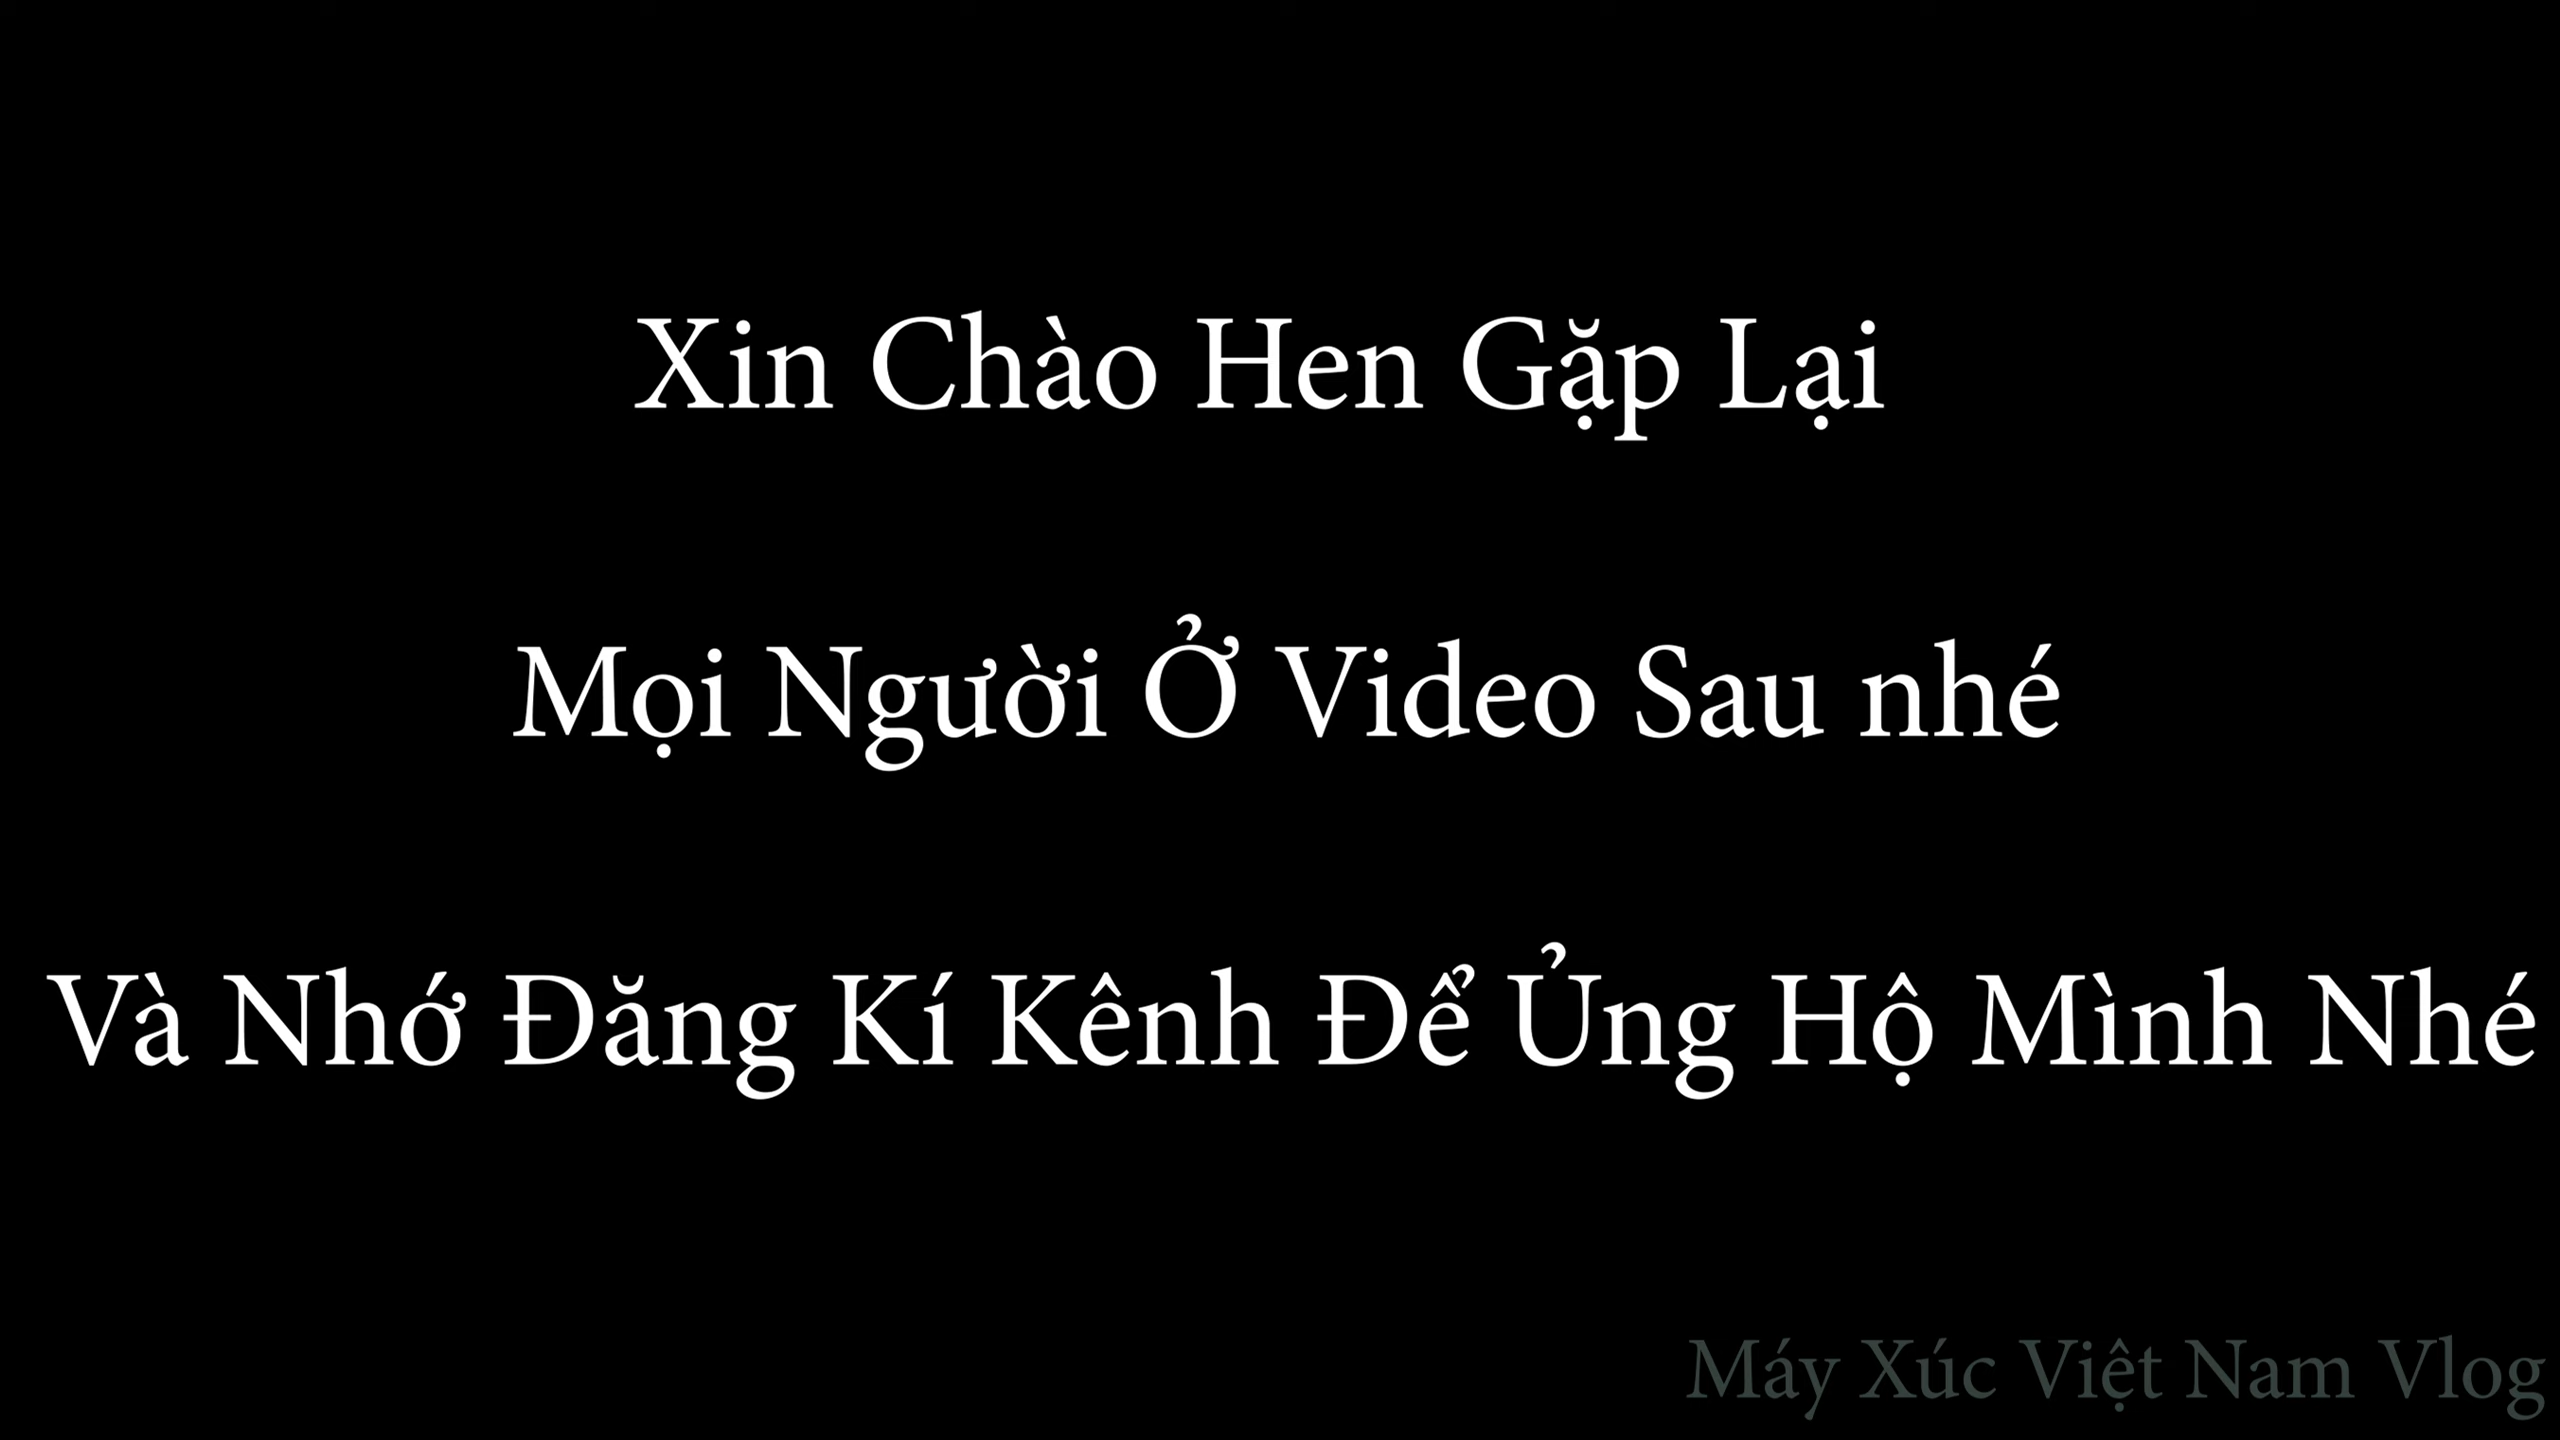 Xin Chào Hen Gặp Lại
Mọi Người Ở Video Sau nhé
Và Nhớ Đăng Kí Kênh Để Ủng Hộ Mình Nhé
Máy Xúc Việt Nam Vlog